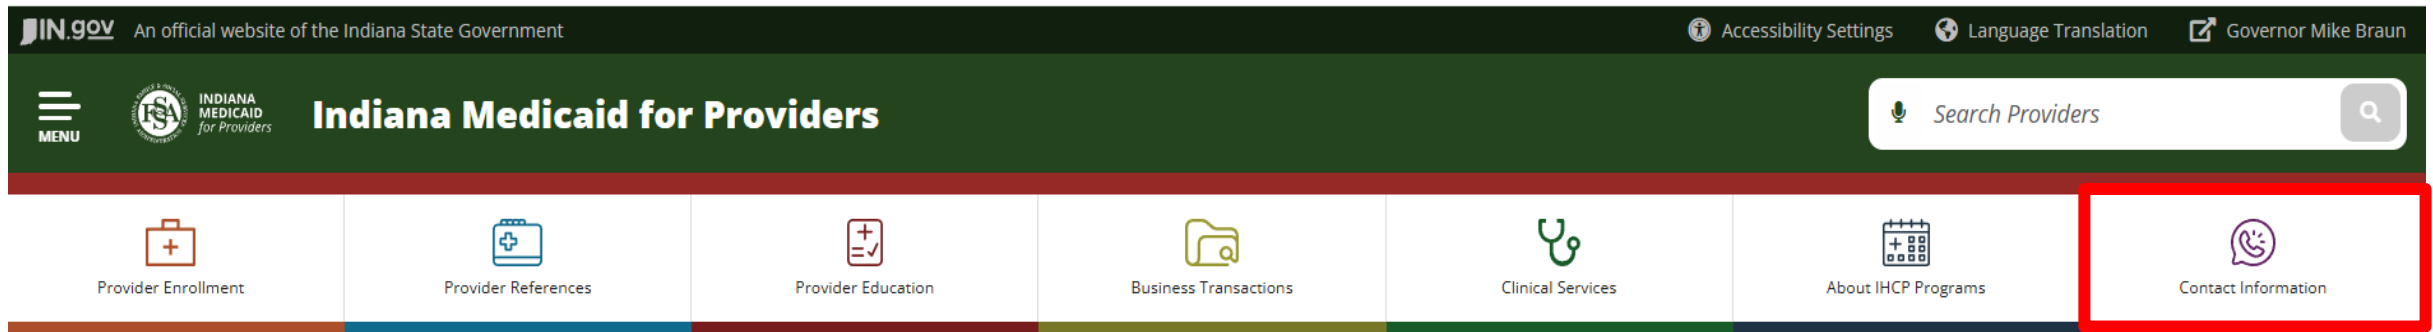 IN.gov An official website of the Indiana State Government Accessibility Settings Language Translation Governor Mike Braun
MENU
FSSA
INDIANA
MEDICAID
for Providers
Indiana Medicaid for Providers
Search Providers
Provider Enrollment
Provider References
Provider Education
Business Transactions
Clinical Services
About IHCP Programs
Contact Information